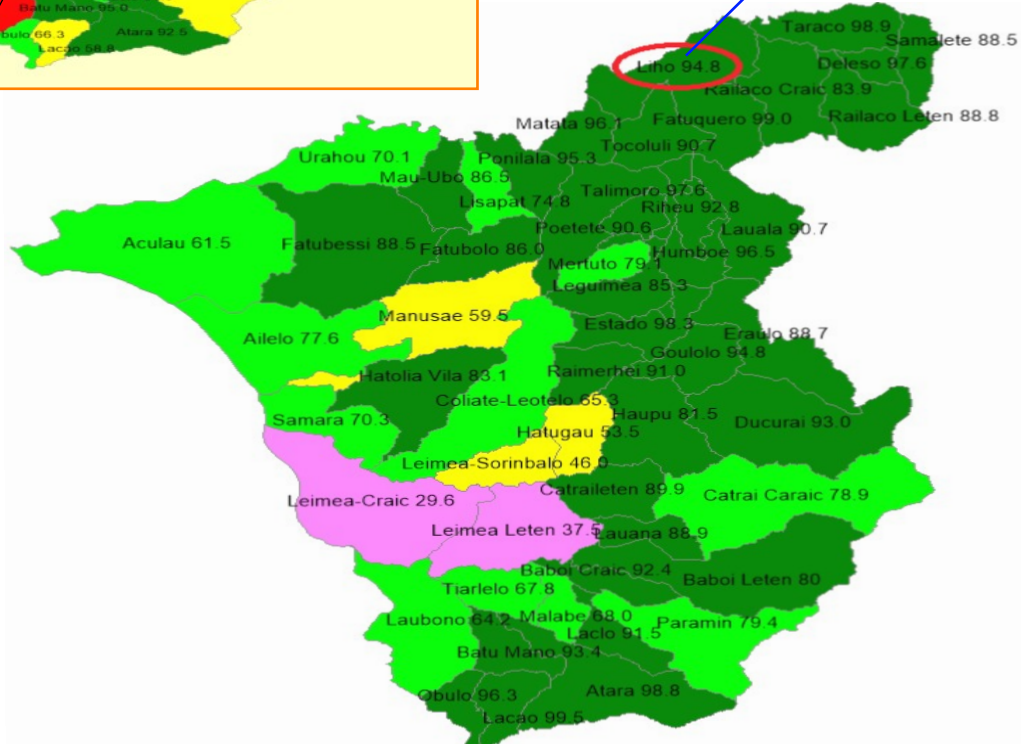 Batu Mano 95.0
bulo 66.3
Atara 92.5
Lacao 58.8
Taraco 98.9
Samalete 88.5
Liho 94.8
Deleso 97.6
Railaco Craic 83.9
Matata 96.1
Fatuquero 99.0
Railaco Leten 88.8
Tocoluli 90.7
Urahou 70.1
Ponilala 95.3
Mau-Ubo 86.5
Talimoro 97.6
Lisapat 74.8
Riheu 92.8
Poetete 90.6
Lauala 90.7
Aculau 61.5
Fatubessi 88.5
Fatubolo 86.0
Humboe 96.5
Mertuto 79.1
Leguimea 85.3
Manusae 59.5
Estado 98.3
Eraulo 88.7
Ailelo 77.6
Goulolo 94.8
Hatolia Vila 83.1
Raimerhei 91.0
Coliate-Leotelo 65.3
Haupu 81.5
Samara 70.3
Ducurai 93.0
Hatugau 53.5
Leimea-Sorinbalo 46.0
Catraileten 89.9
Catrai Caraic 78.9
Leimea-Craic 29.6
Leimea Leten 37.5
Lauana 88.9
Baboi Craic 92.4
Baboi Leten 80
Tiarlelo 67.8
Laubono 64.2
Malabe 68.0
Paramin 79.4
Laclo 91.5
Batu Mano 93.4
Obulo 96.3
Atara 98.8
Lacao 99.5